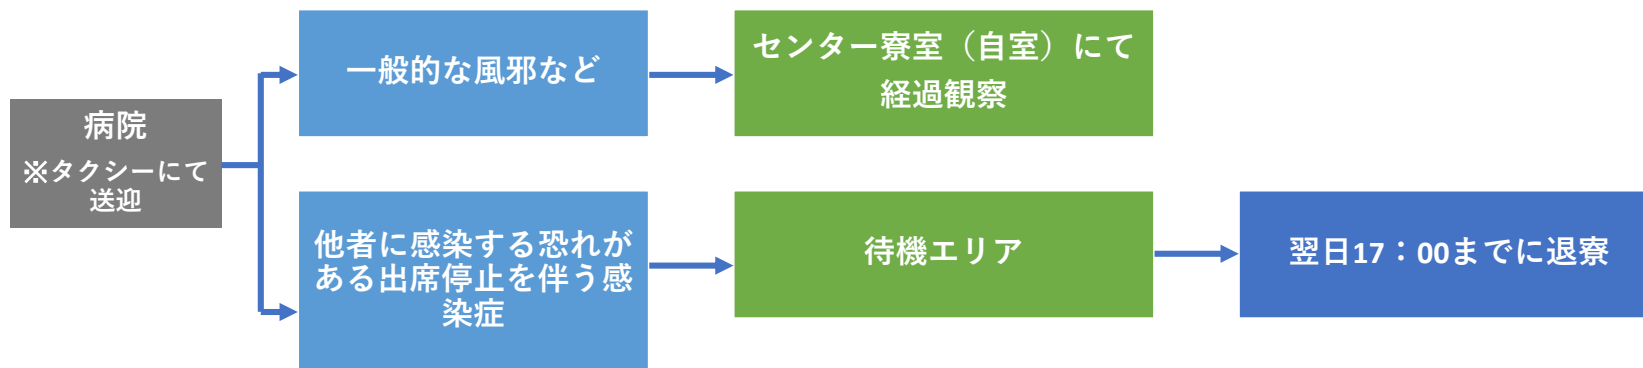 一般的な風邪など
センター寮室（自室）にて
経過観察
病院
※タクシーにて
送迎
他者に感染する恐れが
ある出席停止を伴う感
染症
待機エリア
翌日17：00までに退寮